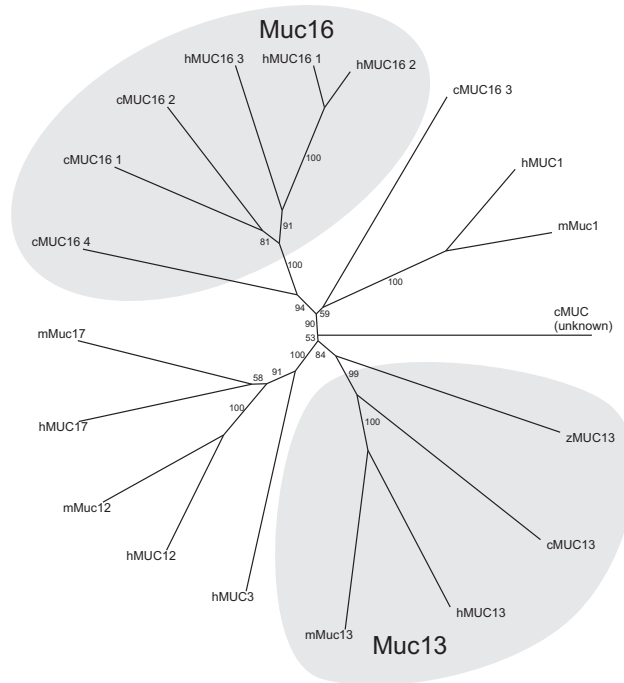 Muc16
hMUC16 3
hMUC16 1
hMUC16 2
cMUC16 2
cMUC16 3
cMUC16 1
hMUC1
100
mMuc1
91
81
cMUC16 4
100
100
94
59
90
cMUC
(unknown)
53
mMuc17
100
84
91
58
99
hMUC17
100
100
zMUC13
mMuc12
cMUC13
hMUC12
hMUC3
hMUC13
mMuc13
Muc13